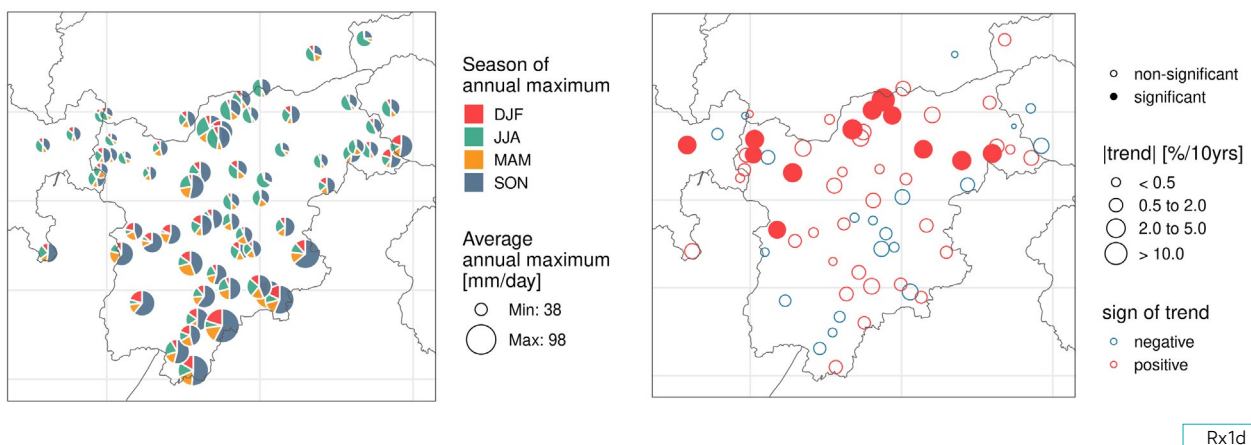 Season of
annual maximum
DJF
JJA
MAM
SON
Average
annual maximum
[mm/day]
Min: 38
Max: 98
non-significant
significant
|trend| [%/10yrs]
< 0.5
0.5 to 2.0
2.0 to 5.0
> 10.0
sign of trend
negative
positive
Rx1d